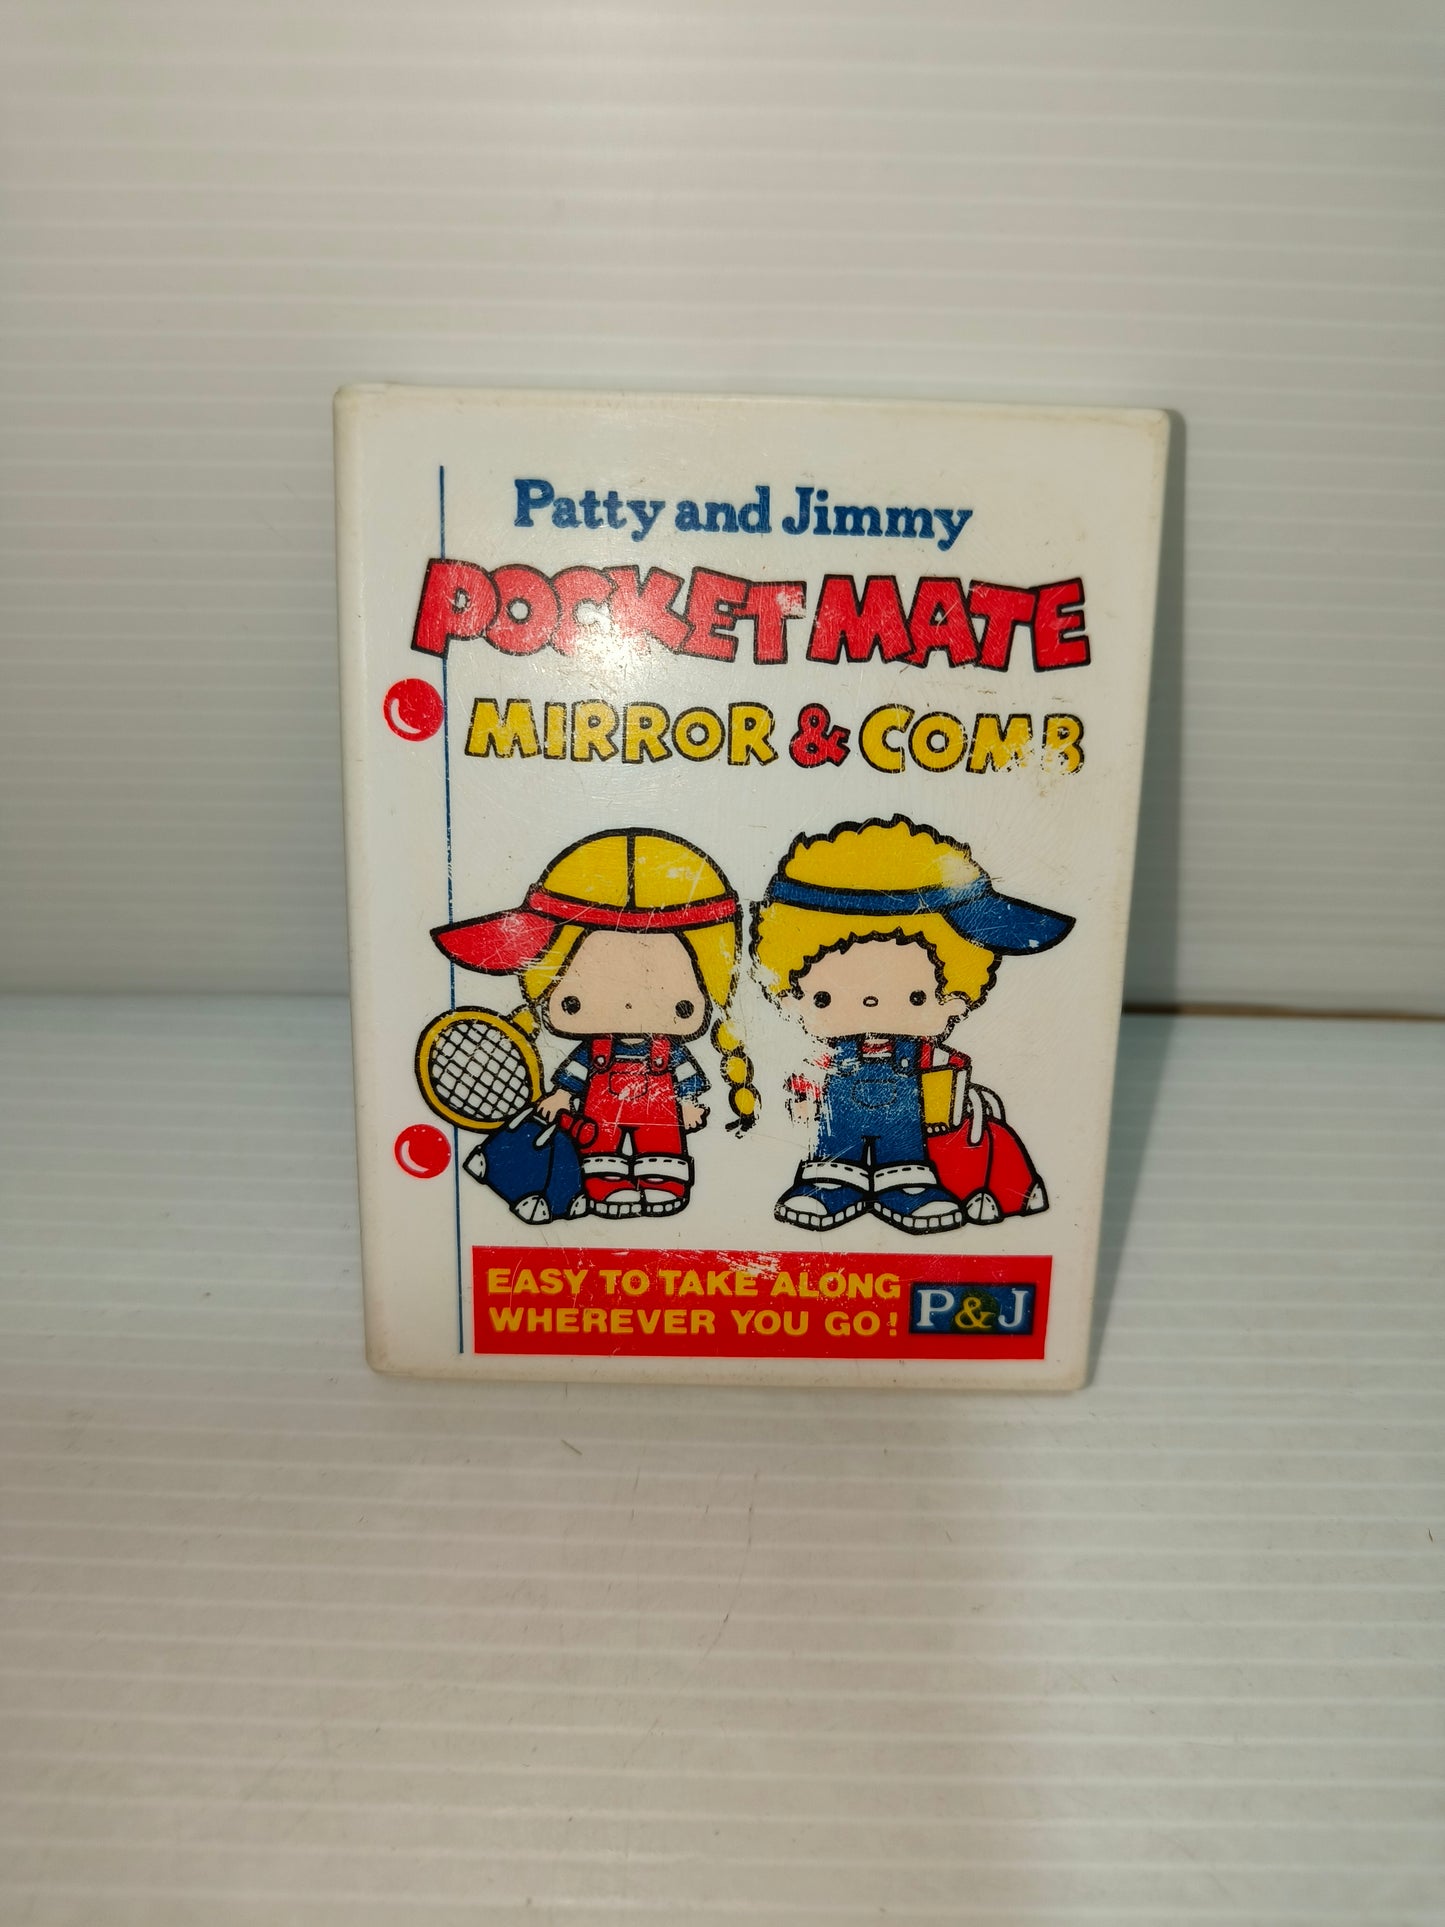 Patty and Jimmy
POCKET MATE
MIRROR & COMB
EASY TO TAKE ALONG
WHEREVER YOU GO!
P&J